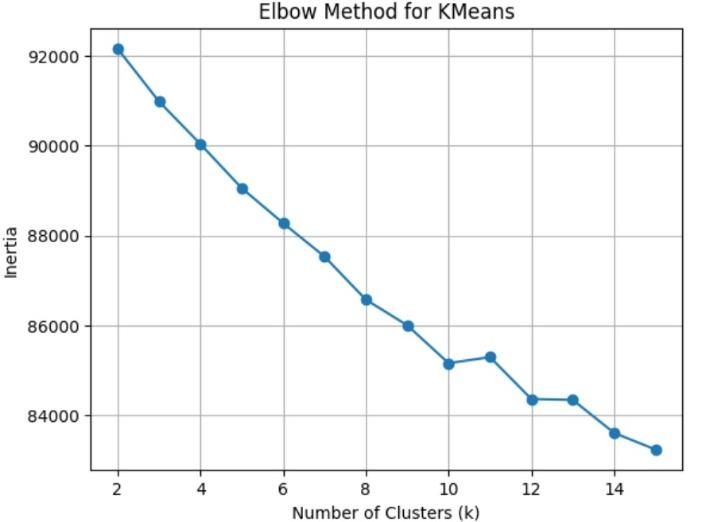 Elbow Method for KMeans
92000
90000
88000
86000
84000
Inertia
2 4 6 8 10 12 14
Number of Clusters (k)